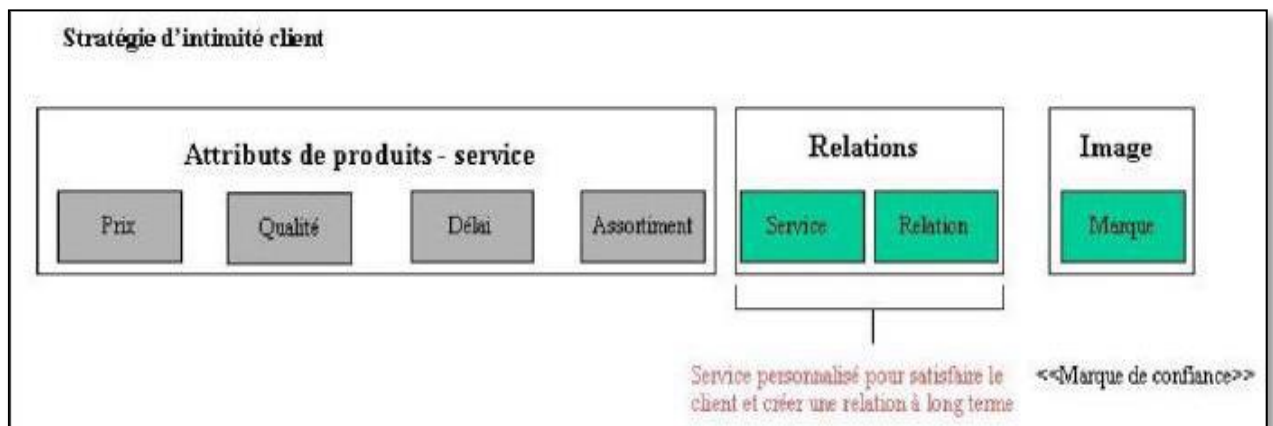 Stratégie d'intimité client
Attributs de produits - service
Relations
Image
Prix
Qualité
Délai
Assortiment
Service
Relation
Marque
Service personnalisé pour satisfaire le
client et créer une relation à long terme
<<Marque de confiance>>